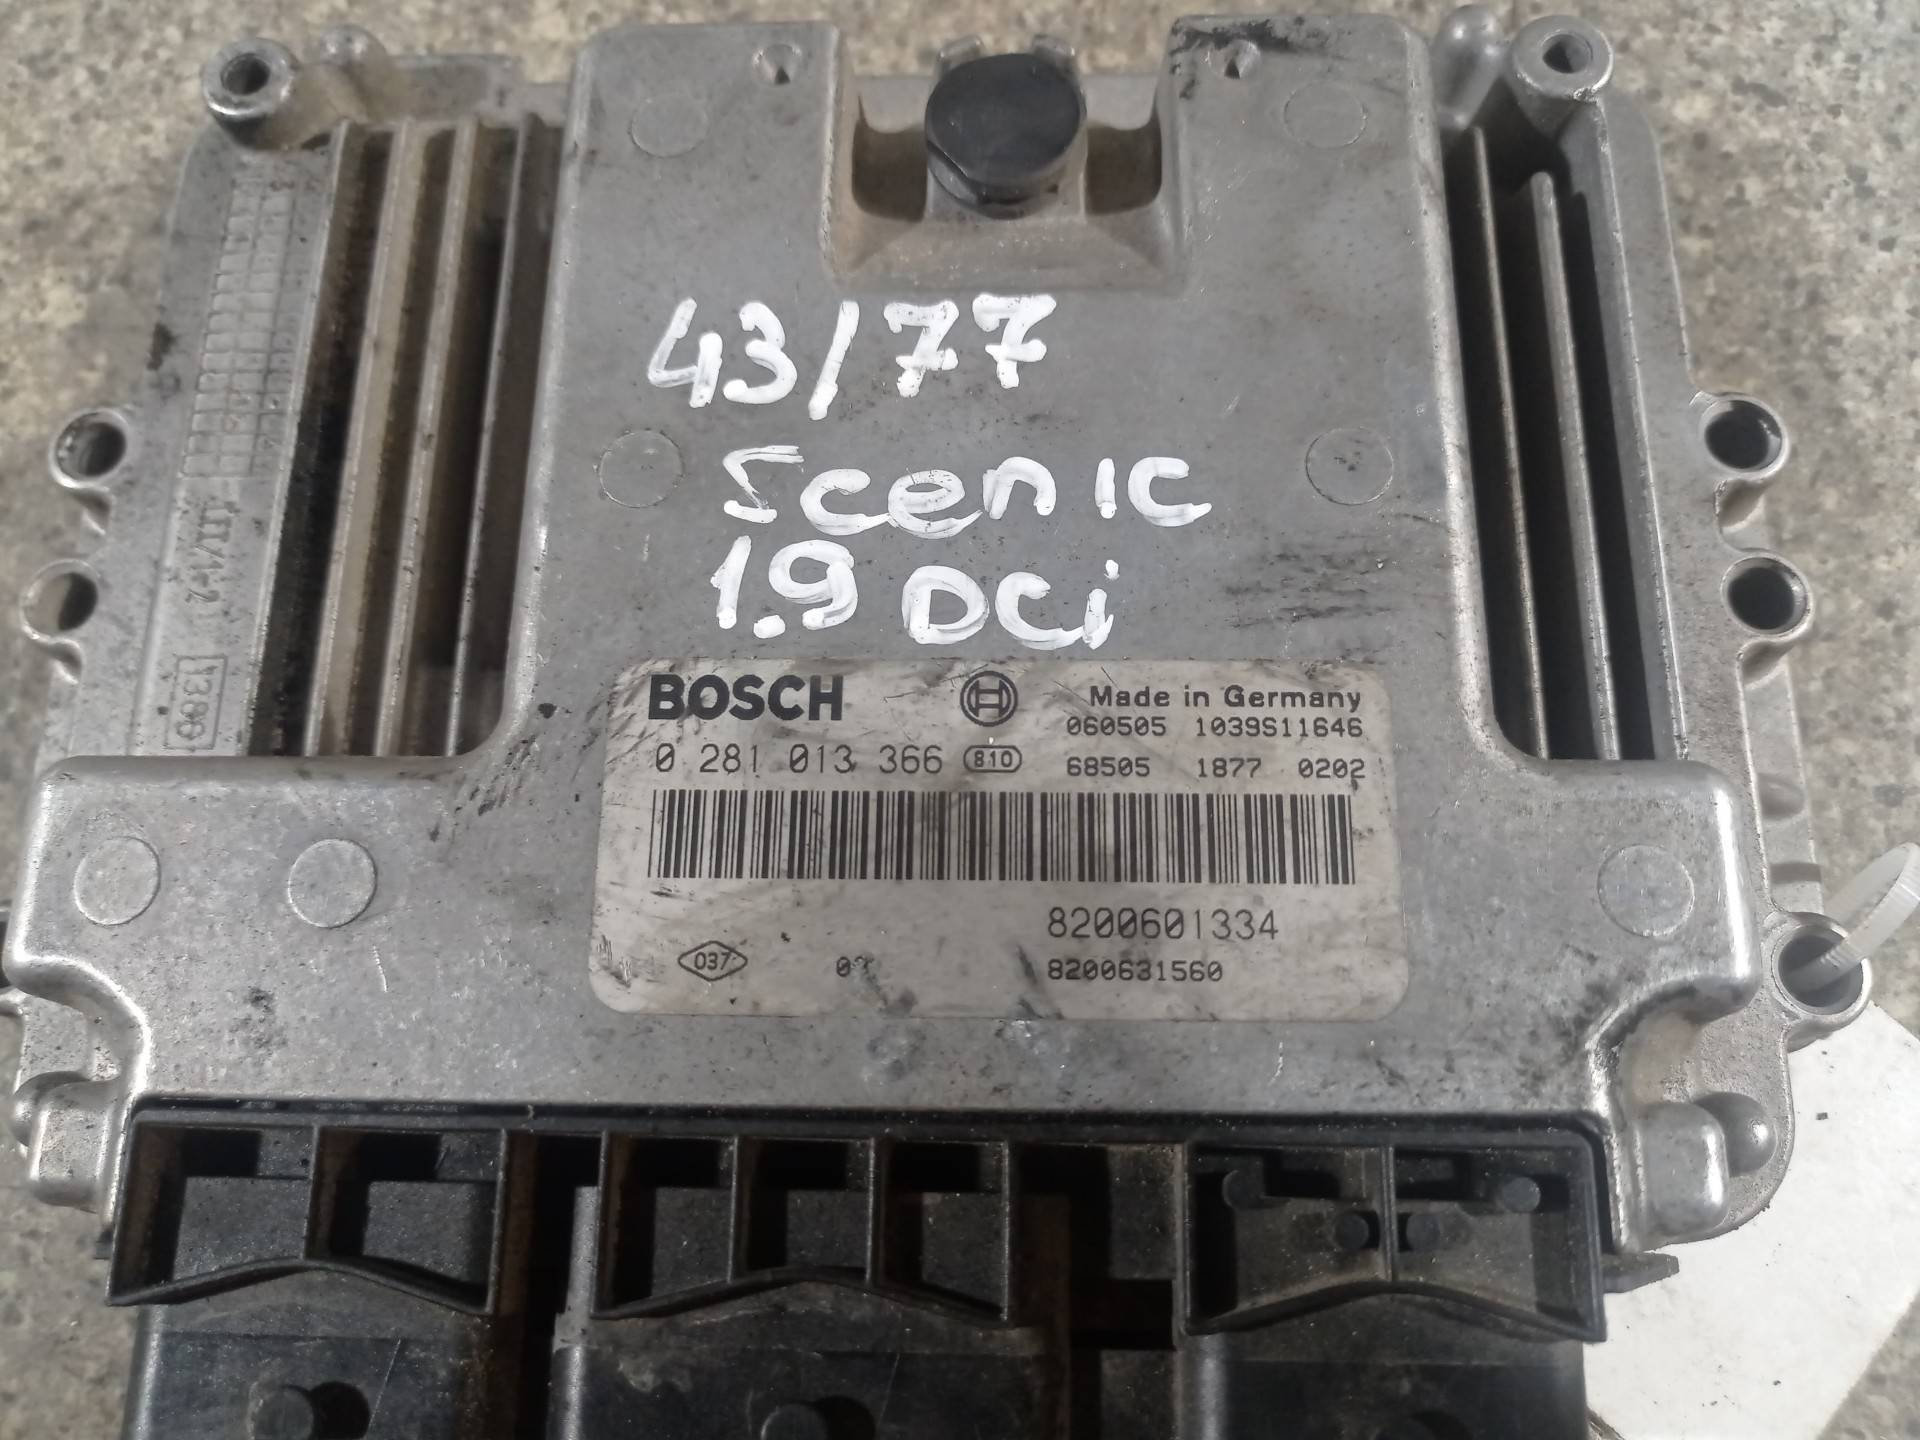 43/77
Scenic
1.9 DCi
BOSCH
Made in Germany
060505 1039S11646
0 281 013 366 810 68505 1877 0202
8200601334
037 8200631560
1386